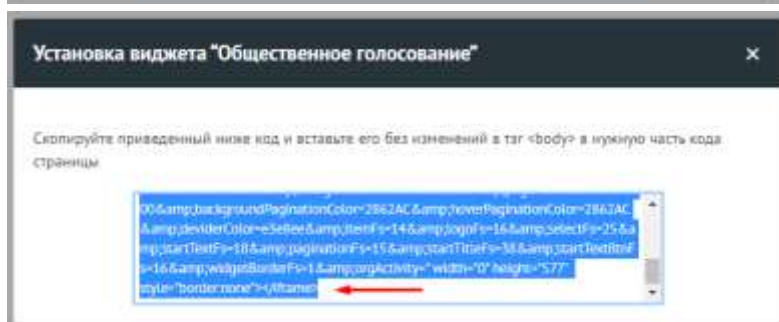 Установка виджета "Общественное голосование"
×
Скопируйте приведенный ниже код и вставьте его без изменений в тэг <body> в нужную часть кода
страницы
00&amp;backgroundPaginationColor=2862AC&amp;hoverPaginationColor=2862AC
&amp;deviderColor=e3e8ee&amp;itemFs=14&amp;logoFs=16&amp;selectFs=25&a
mp;startTextFs=18&amp;paginationFs=15&amp;startTitleFs=38&amp;startTextBtnF
s=16&amp;widgetBorderFs=1&amp;orgActivity=" width="0" height="577"
style="border:none"></iframe>